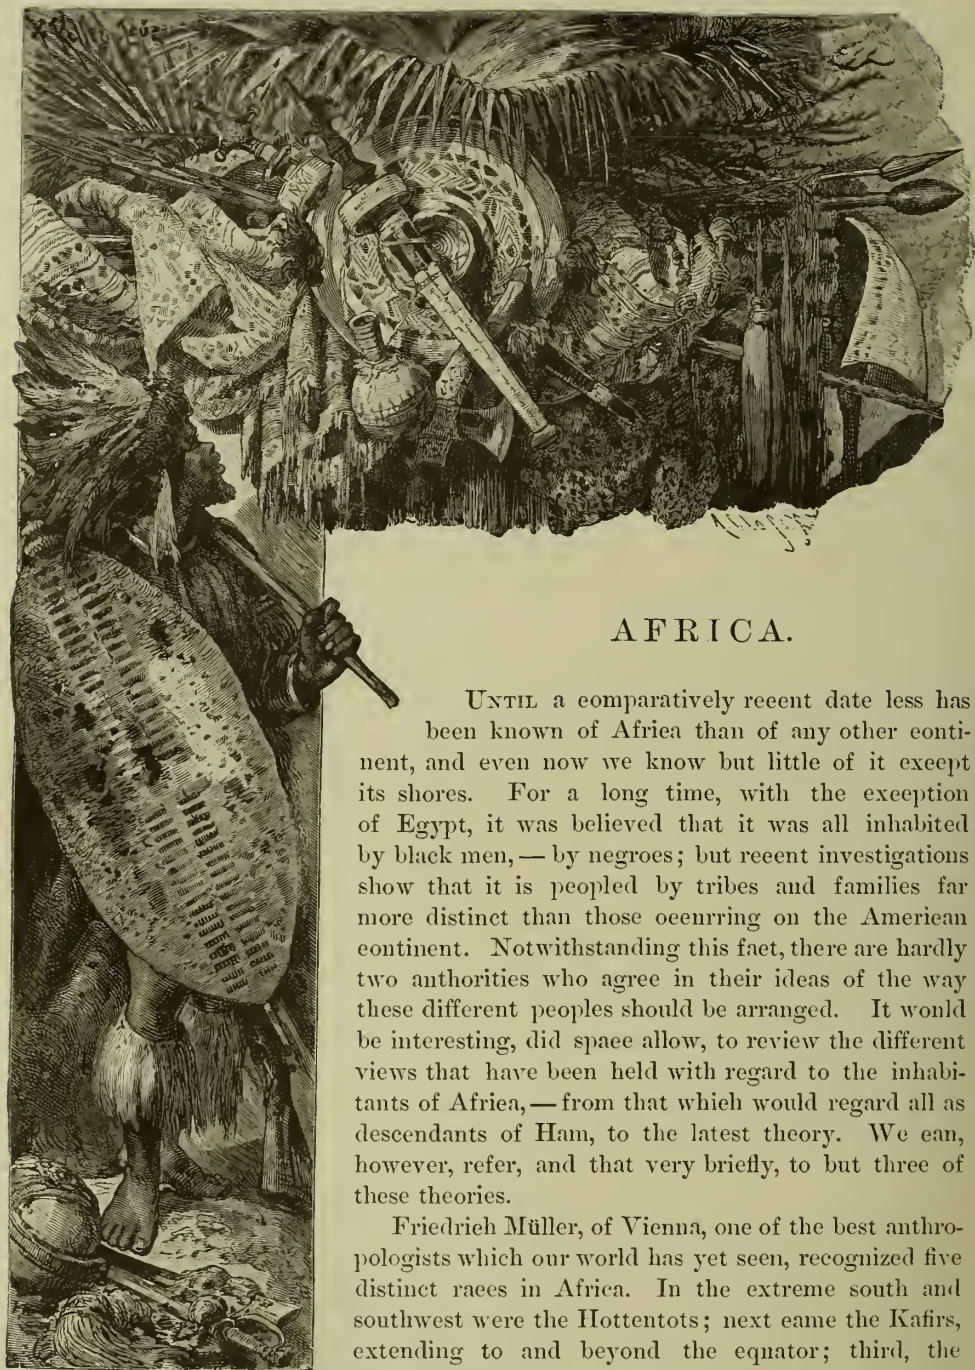 AFRICA.
UNTIL a comparatively recent date less has
been known of Africa than of any other conti-
nent, and even now we know but little of it except
its shores. For a long time, with the exception
of Egypt, it was believed that it was all inhabited
by black men, — by negroes; but recent investigations
show that it is peopled by tribes and families far
more distinct than those occurring on the American
continent. Notwithstanding this fact, there are hardly
two authorities who agree in their ideas of the way
these different peoples should be arranged. It would
be interesting, did space allow, to review the different
views that have been held with regard to the inhabi-
tants of Africa, — from that which would regard all as
descendants of Ham, to the latest theory. We can,
however, refer, and that very briefly, to but three of
these theories.
Friedrich Müller, of Vienna, one of the best anthro-
pologists which our world has yet seen, recognized five
distinct races in Africa. In the extreme south and
southwest were the Hottentots; next came the Kafirs,
extending to and beyond the equator; third, the